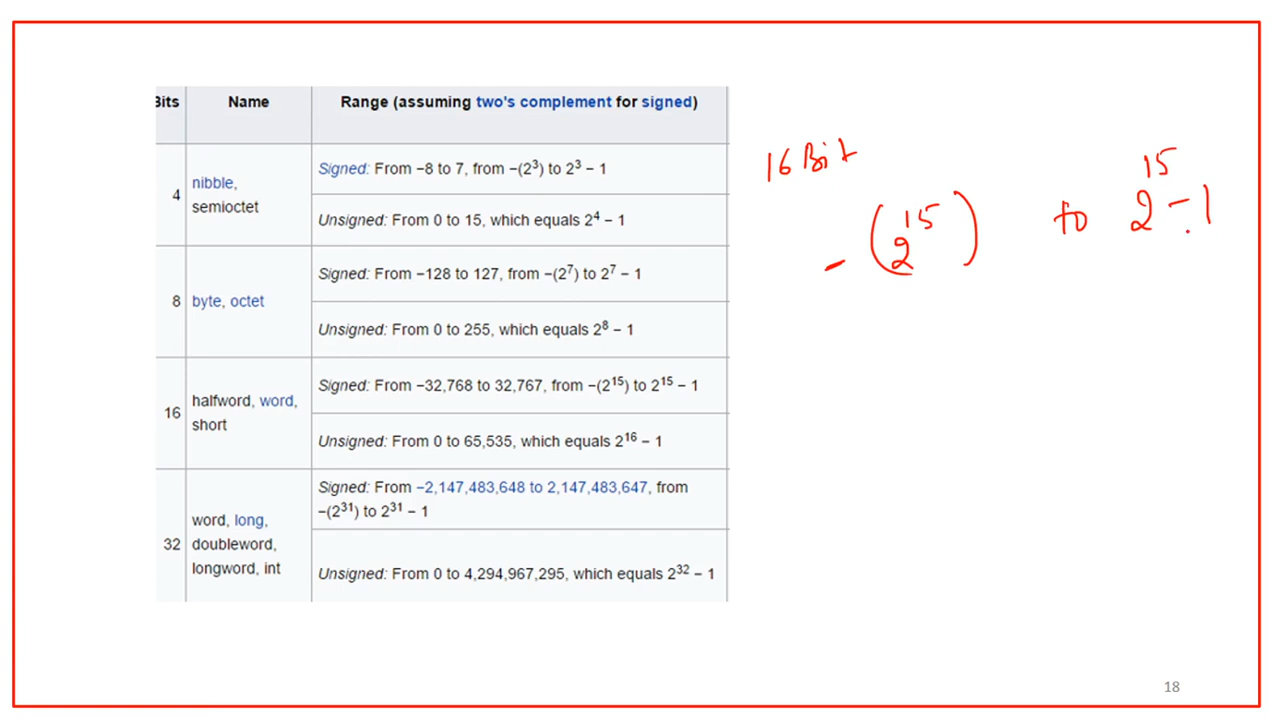 Bits Name Range (assuming two's complement for signed)
4
nibble,
semioctet
Signed: From −8 to 7, from −(2³) to 2³ − 1
Unsigned: From 0 to 15, which equals 2⁴ − 1
8
byte, octet
Signed: From −128 to 127, from −(2⁷) to 2⁷ − 1
Unsigned: From 0 to 255, which equals 2⁸ − 1
16
halfword, word,
short
Signed: From −32,768 to 32,767, from −(2¹⁵) to 2¹⁵ − 1
Unsigned: From 0 to 65,535, which equals 2¹⁶ − 1
32
word, long,
doubleword,
longword, int
Signed: From −2,147,483,648 to 2,147,483,647, from
−(2³¹) to 2³¹ − 1
Unsigned: From 0 to 4,294,967,295, which equals 2³² − 1
16 Bit
− (2¹⁵) to 2¹⁵ − 1
18